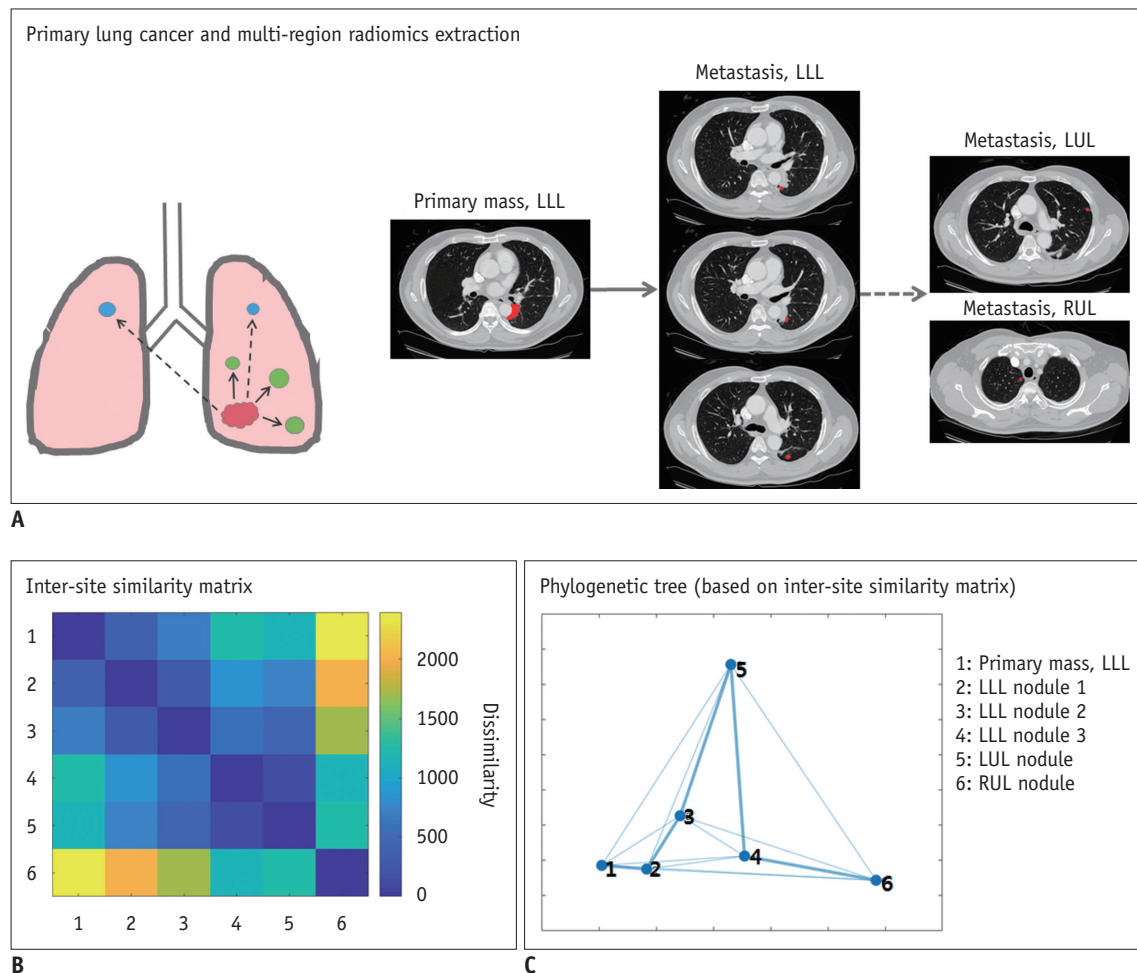 Primary lung cancer and multi-region radiomics extraction
Metastasis, LLL
Primary mass, LLL
Metastasis, LUL
Metastasis, RUL
A
Inter-site similarity matrix
1
2
3
4
5
6
1 2 3 4 5 6
2000
1500
1000
500
0
Dissimilarity
B
Phylogenetic tree (based on inter-site similarity matrix)
5
3
4
1
2
6
1: Primary mass, LLL
2: LLL nodule 1
3: LLL nodule 2
4: LLL nodule 3
5: LUL nodule
6: RUL nodule
C